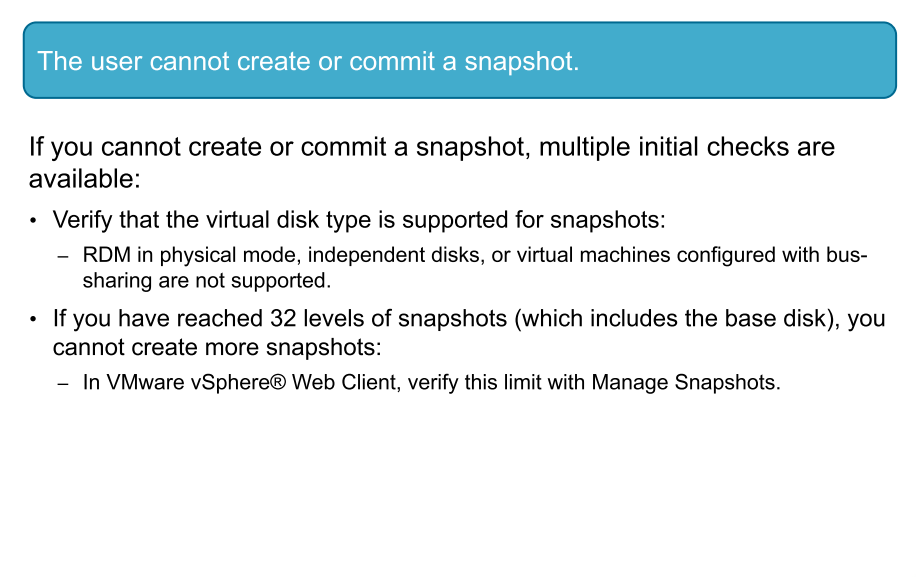 The user cannot create or commit a snapshot.
If you cannot create or commit a snapshot, multiple initial checks are
available:
• Verify that the virtual disk type is supported for snapshots:
– RDM in physical mode, independent disks, or virtual machines configured with bus-
sharing are not supported.
• If you have reached 32 levels of snapshots (which includes the base disk), you
cannot create more snapshots:
– In VMware vSphere® Web Client, verify this limit with Manage Snapshots.